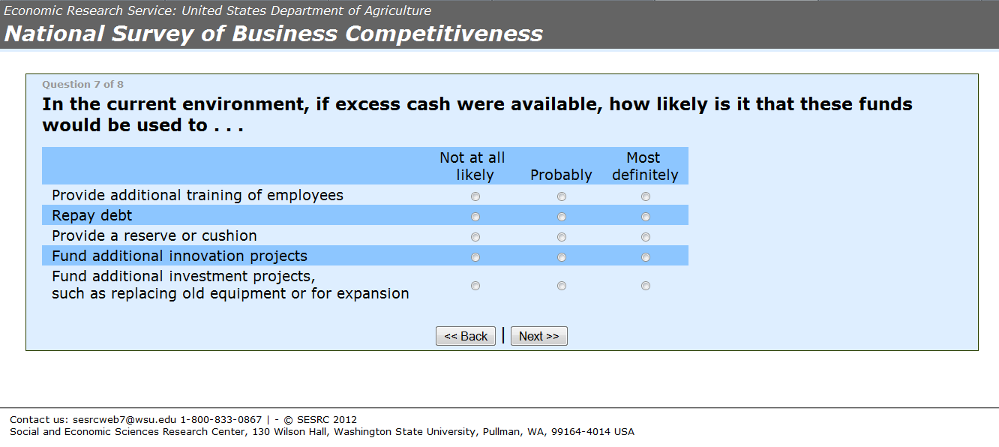 Economic Research Service: United States Department of Agriculture
National Survey of Business Competitiveness
Question 7 of 8
In the current environment, if excess cash were available, how likely is it that these funds
would be used to . . .
Not at all
likely
Probably
Most
definitely
Provide additional training of employees
Repay debt
Provide a reserve or cushion
Fund additional innovation projects
Fund additional investment projects,
such as replacing old equipment or for expansion
<< Back | Next >>
Contact us: sesrcweb7@wsu.edu 1-800-833-0867 | - © SESRC 2012
Social and Economic Sciences Research Center, 130 Wilson Hall, Washington State University, Pullman, WA, 99164-4014 USA